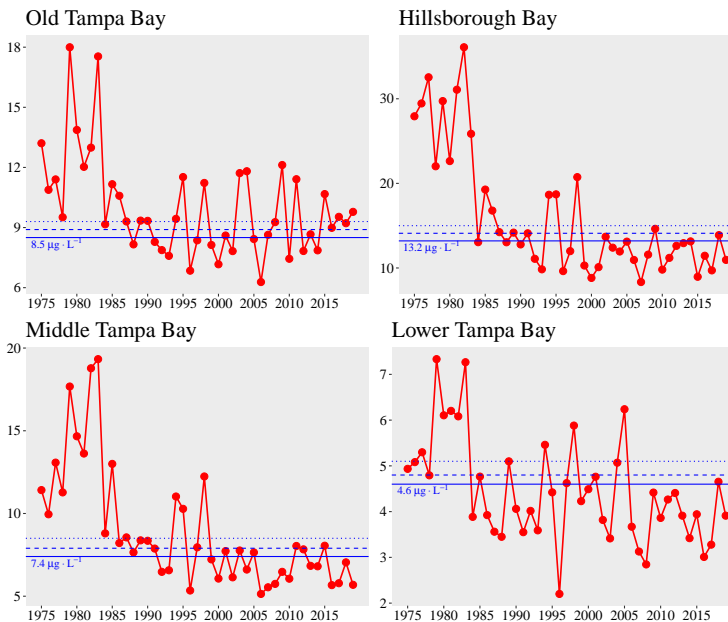 Old Tampa Bay
18
15
12
9
6
8.5 µg · L⁻¹
1975 1980 1985 1990 1995 2000 2005 2010 2015
Hillsborough Bay
30
20
10
13.2 µg · L⁻¹
1975 1980 1985 1990 1995 2000 2005 2010 2015
Middle Tampa Bay
20
15
10
5
7.4 µg · L⁻¹
1975 1980 1985 1990 1995 2000 2005 2010 2015
Lower Tampa Bay
7
6
5
4
3
2
4.6 µg · L⁻¹
1975 1980 1985 1990 1995 2000 2005 2010 2015